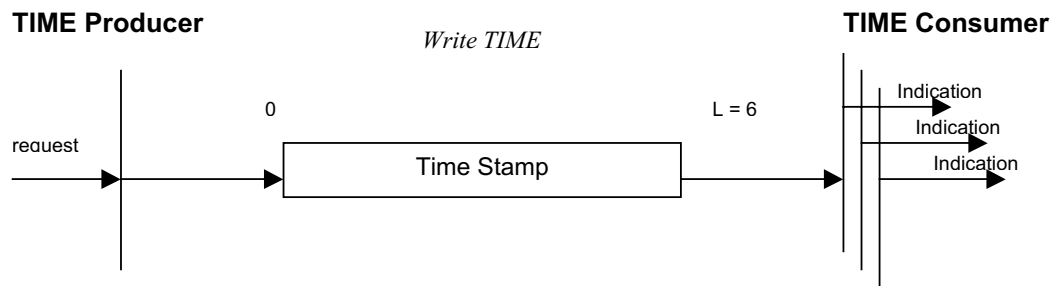 TIME Producer
TIME Consumer
Write TIME
0
L = 6
Indication
Indication
Indication
request
Time Stamp